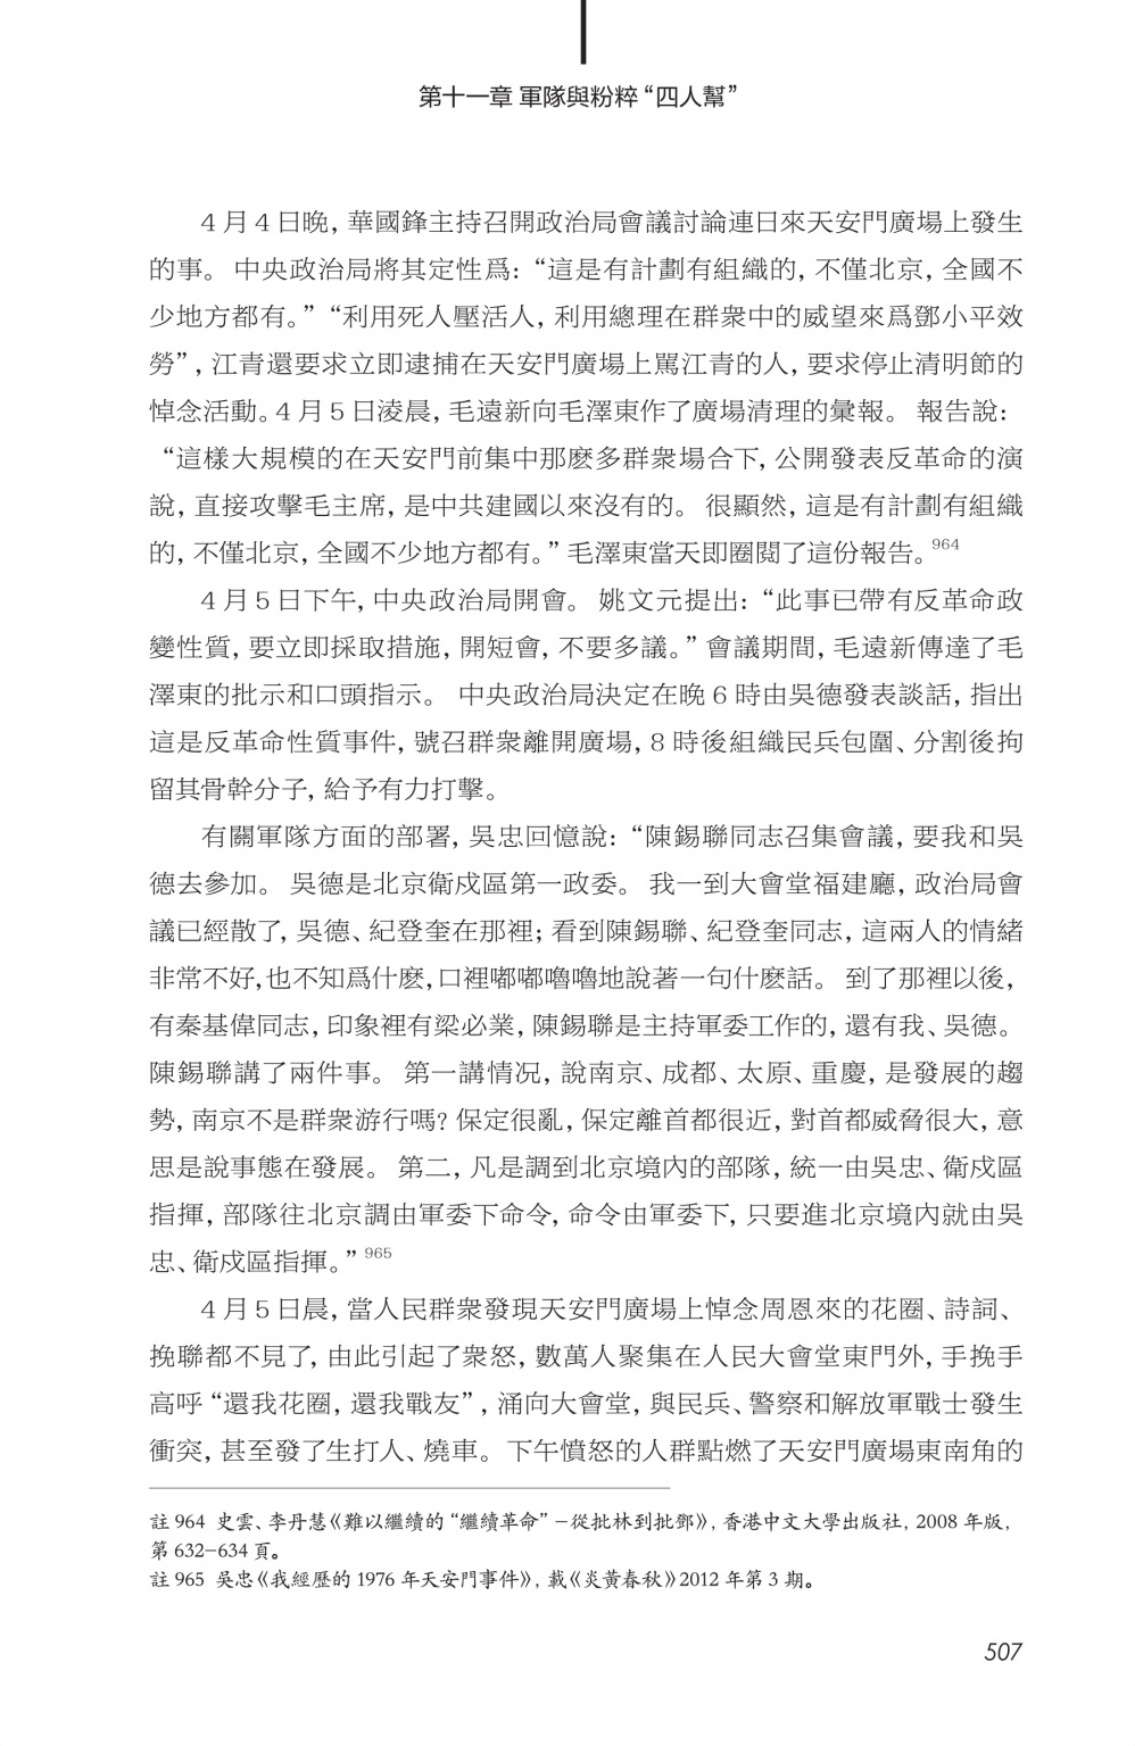 第十一章 軍隊與粉粹“四人幫”
4月4日晚，華國鋒主持召開政治局會議討論連日來天安門廣場上發生
的事。中央政治局將其定性爲：“這是有計劃有組織的，不僅北京，全國不
少地方都有。”“利用死人壓活人，利用總理在群衆中的威望來爲鄧小平效
勞”，江青還要求立即逮捕在天安門廣場上罵江青的人，要求停止清明節的
悼念活動。4月5日淩晨，毛遠新向毛澤東作了廣場清理的彙報。報告說：
“這樣大規模的在天安門前集中那麽多群衆場合下，公開發表反革命的演
說，直接攻擊毛主席，是中共建國以來沒有的。很顯然，這是有計劃有組織
的，不僅北京，全國不少地方都有。”毛澤東當天即圈閱了這份報告。964
4月5日下午，中央政治局開會。姚文元提出：“此事已帶有反革命政
變性質，要立即採取措施，開短會，不要多議。”會議期間，毛遠新傳達了毛
澤東的批示和口頭指示。中央政治局決定在晚6時由吳德發表談話，指出
這是反革命性質事件，號召群衆離開廣場，8時後組織民兵包圍、分割後拘
留其骨幹分子，給予有力打擊。
有關軍隊方面的部署，吳忠回憶說：“陳錫聯同志召集會議，要我和吳
德去參加。吳德是北京衛戍區第一政委。我一到大會堂福建廳，政治局會
議已經散了，吳德、紀登奎在那裡；看到陳錫聯、紀登奎同志，這兩人的情緒
非常不好，也不知爲什麽，口裡嘟嘟嚕嚕地說著一句什麽話。到了那裡以後，
有秦基偉同志，印象裡有梁必業，陳錫聯是主持軍委工作的，還有我、吳德。
陳錫聯講了兩件事。第一講情况，說南京、成都、太原、重慶，是發展的趨
勢，南京不是群衆游行嗎？保定很亂，保定離首都很近，對首都威脅很大，意
思是說事態在發展。第二，凡是調到北京境內的部隊，統一由吳忠、衛戍區
指揮，部隊往北京調由軍委下命令，命令由軍委下，只要進北京境內就由吳
忠、衛戍區指揮。”965
4月5日晨，當人民群衆發現天安門廣場上悼念周恩來的花圈、詩詞、
挽聯都不見了，由此引起了衆怒，數萬人聚集在人民大會堂東門外，手挽手
高呼“還我花圈，還我戰友”，涌向大會堂，與民兵、警察和解放軍戰士發生
衝突，甚至發了生打人、燒車。下午憤怒的人群點燃了天安門廣場東南角的
註964 史雲、李丹慧《難以繼續的“繼續革命”－從批林到批鄧》，香港中文大學出版社，2008年版，
第632-634頁。
註965 吳忠《我經歷的1976年天安門事件》，載《炎黃春秋》2012年第3期。
507